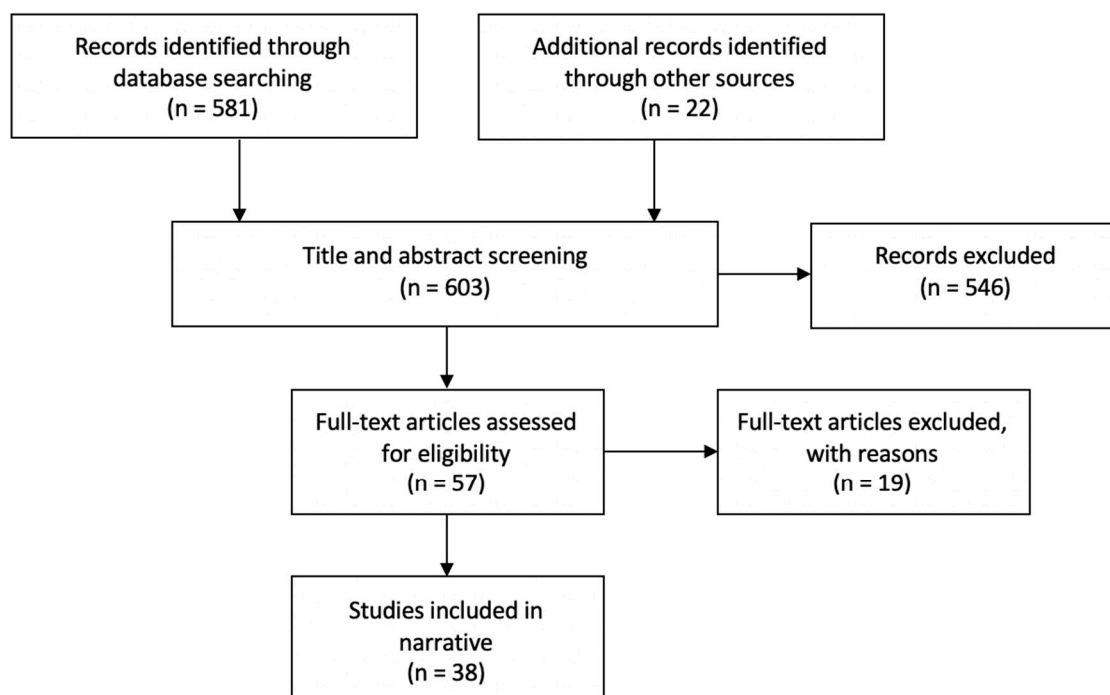 Records identified through
database searching
(n = 581)
Additional records identified
through other sources
(n = 22)
Title and abstract screening
(n = 603)
Records excluded
(n = 546)
Full-text articles assessed
for eligibility
(n = 57)
Full-text articles excluded,
with reasons
(n = 19)
Studies included in
narrative
(n = 38)